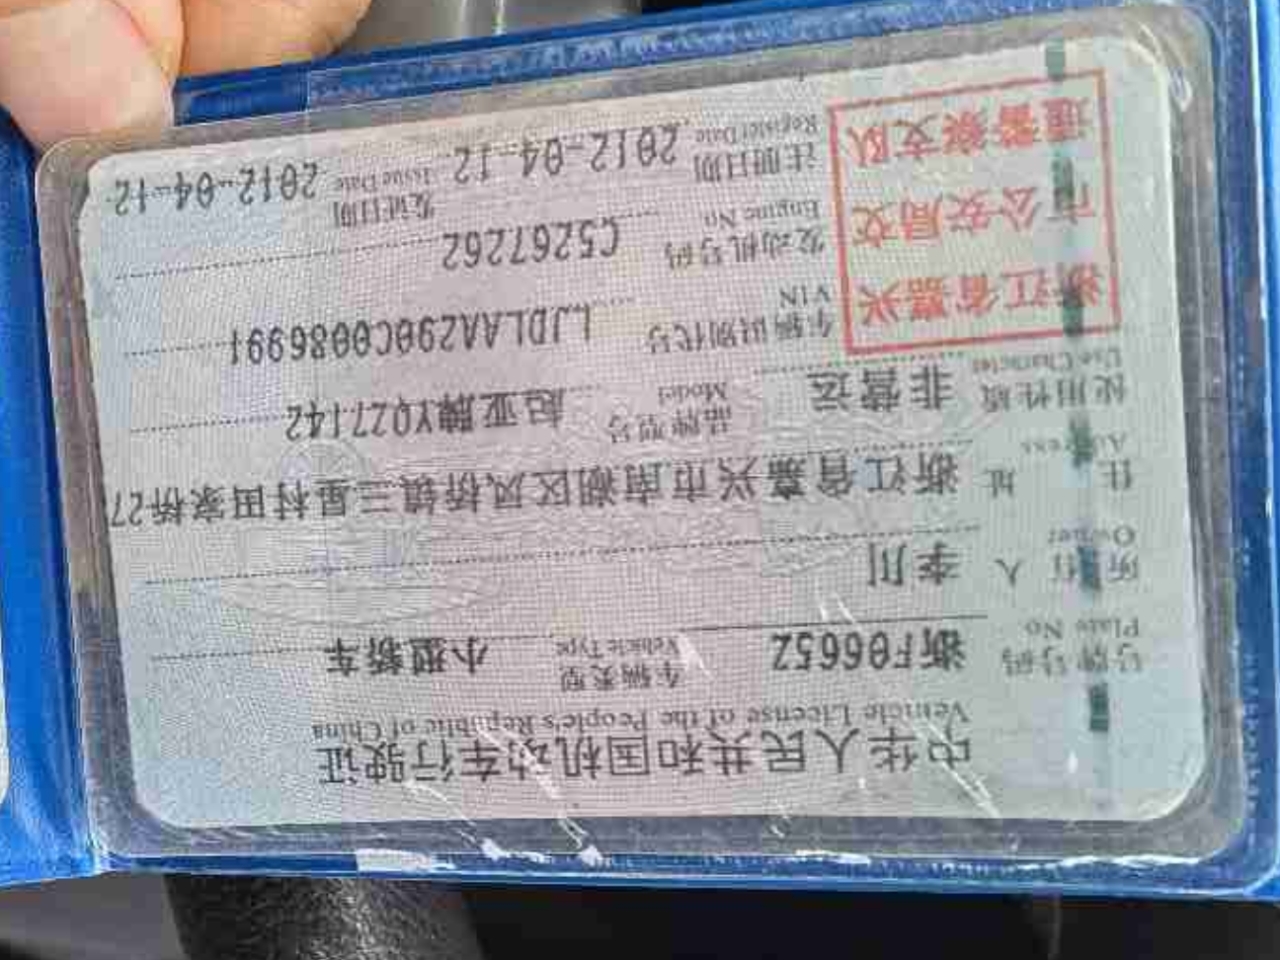 中华人民共和国机动车行驶证
Vehicle License of the People's Republic of China
号牌号码 浙F0665Z 车辆类型 小型轿车
Plate No. Vehicle Type
所有人 李川
Owner
住址 浙江省嘉兴市南湖区凤桥镇三星村田家桥27
Address
使用性质 非营运 品牌型号 起亚牌YQZ7142
Use Character Model
浙江省嘉兴
市公安局交
通警察支队
车辆识别代号 LJDLAA290C0086991
VIN
发动机号码 C5267262
Engine No.
注册日期 2012-04-12 发证日期 2012-04-12
Register Date Issue Date